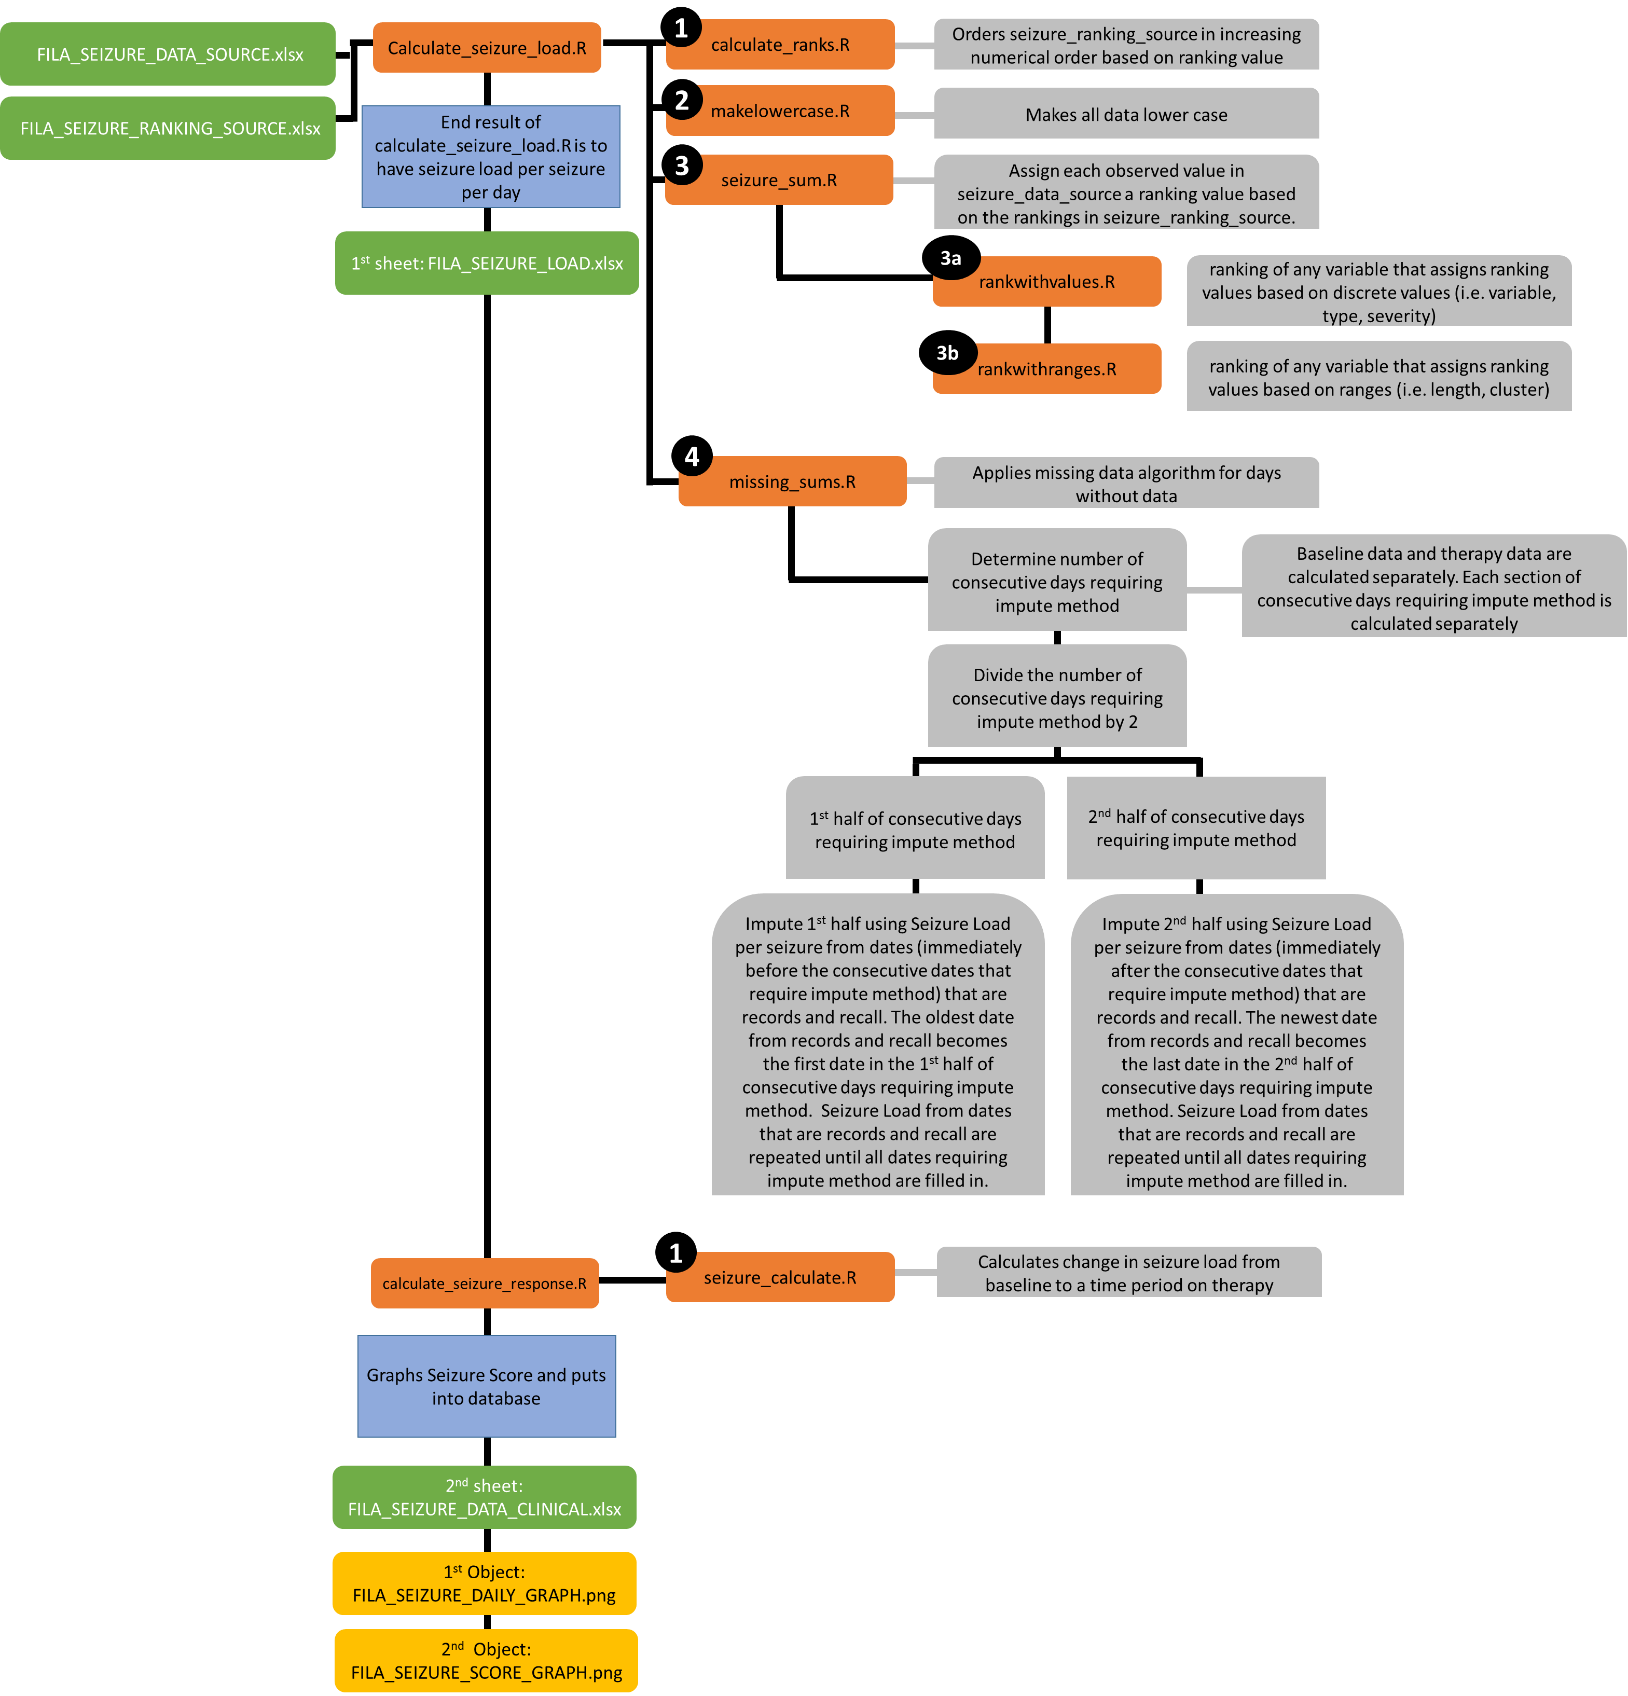 FILA_SEIZURE_DATA_SOURCE.xlsx
FILA_SEIZURE_RANKING_SOURCE.xlsx
Calculate_seizure_load.R
End result of
calculate_seizure_load.R is to
have seizure load per seizure
per day
1st sheet: FILA_SEIZURE_LOAD.xlsx
1
calculate_ranks.R
Orders seizure_ranking_source in increasing
numerical order based on ranking value
2
makelowercase.R
Makes all data lower case
3
seizure_sum.R
Assign each observed value in
seizure_data_source a ranking value based
on the rankings in seizure_ranking_source.
3a
rankwithvalues.R
ranking of any variable that assigns ranking
values based on discrete values (i.e. variable,
type, severity)
3b
rankwithranges.R
ranking of any variable that assigns ranking
values based on ranges (i.e. length, cluster)
4
missing_sums.R
Applies missing data algorithm for days
without data
Determine number of
consecutive days requiring
impute method
Baseline data and therapy data are
calculated separately. Each section of
consecutive days requiring impute method is
calculated separately
Divide the number of
consecutive days requiring
impute method by 2
1st half of consecutive days
requiring impute method
2nd half of consecutive days
requiring impute method
Impute 1st half using Seizure Load
per seizure from dates (immediately
before the consecutive dates that
require impute method) that are
records and recall. The oldest date
from records and recall becomes
the first date in the 1st half of
consecutive days requiring impute
method.  Seizure Load from dates
that are records and recall are
repeated until all dates requiring
impute method are filled in.
Impute 2nd half using Seizure Load
per seizure from dates (immediately
after the consecutive dates that
require impute method) that are
records and recall. The newest date
from records and recall becomes
the last date in the 2nd half of
consecutive days requiring impute
method. Seizure Load from dates
that are records and recall are
repeated until all dates requiring
impute method are filled in.
calculate_seizure_response.R
1
seizure_calculate.R
Calculates change in seizure load from
baseline to a time period on therapy
Graphs Seizure Score and puts
into database
2nd sheet:
FILA_SEIZURE_DATA_CLINICAL.xlsx
1st Object:
FILA_SEIZURE_DAILY_GRAPH.png
2nd  Object:
FILA_SEIZURE_SCORE_GRAPH.png